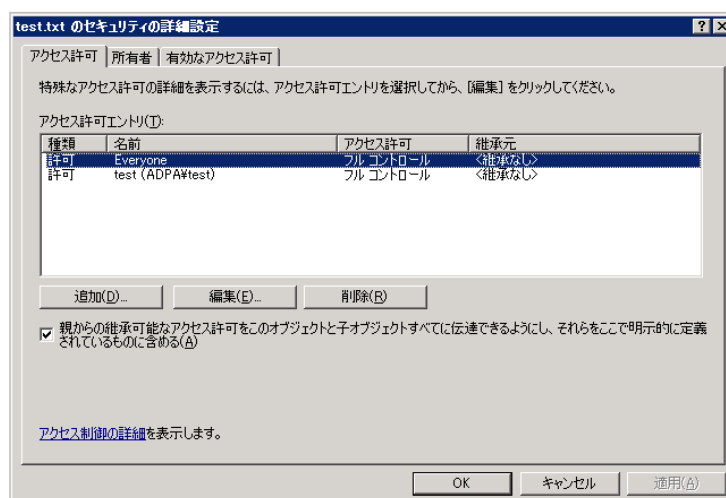 test.txt のセキュリティの詳細設定
アクセス許可 所有者 有効なアクセス許可
特殊なアクセス許可の詳細を表示するには、アクセス許可エントリを選択してから、[編集] をクリックしてください。
アクセス許可エントリ(T):
種類 名前 アクセス許可 継承元
許可 Everyone フル コントロール <継承なし>
許可 test (ADPA¥test) フル コントロール <継承なし>
追加(D)... 編集(E)... 削除(R)
親からの継承可能なアクセス許可をこのオブジェクトと子オブジェクトすべてに伝達できるようにし、それらをここで明示的に定義
されているものに含める(A)
アクセス制御の詳細を表示します。
OK キャンセル 適用(A)